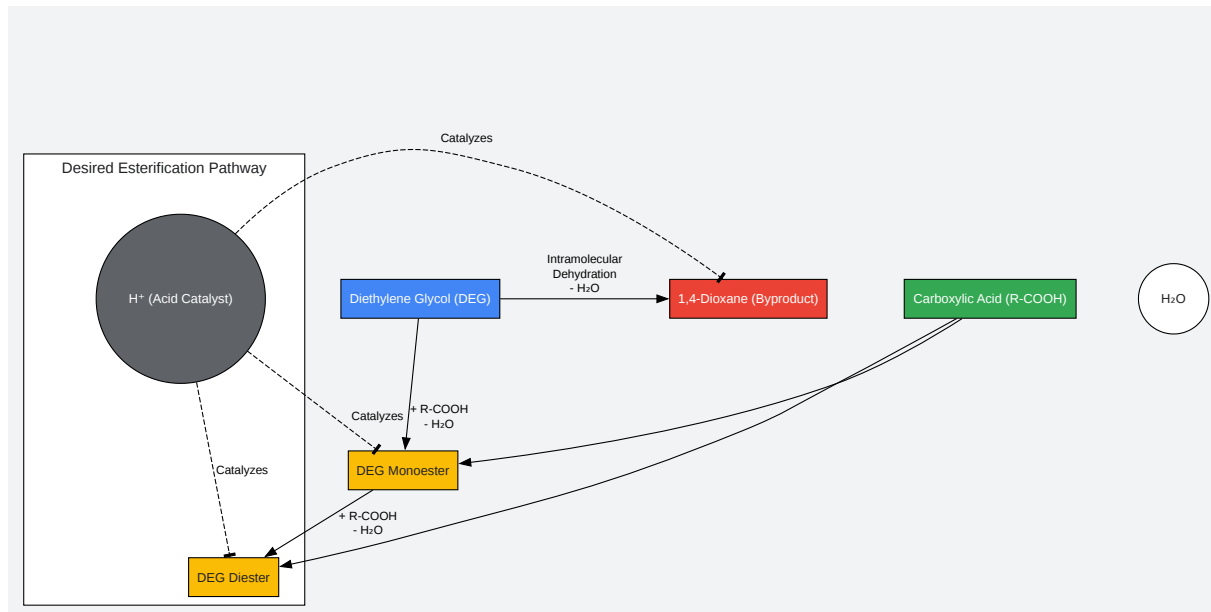 Catalyzes
Desired Esterification Pathway
Intramolecular
Dehydration
- H₂O
H⁺ (Acid Catalyst)
Diethylene Glycol (DEG)
1,4-Dioxane (Byproduct)
Carboxylic Acid (R-COOH)
H₂O
Catalyzes
+ R-COOH
- H₂O
Catalyzes
DEG Monoester
+ R-COOH
- H₂O
DEG Diester